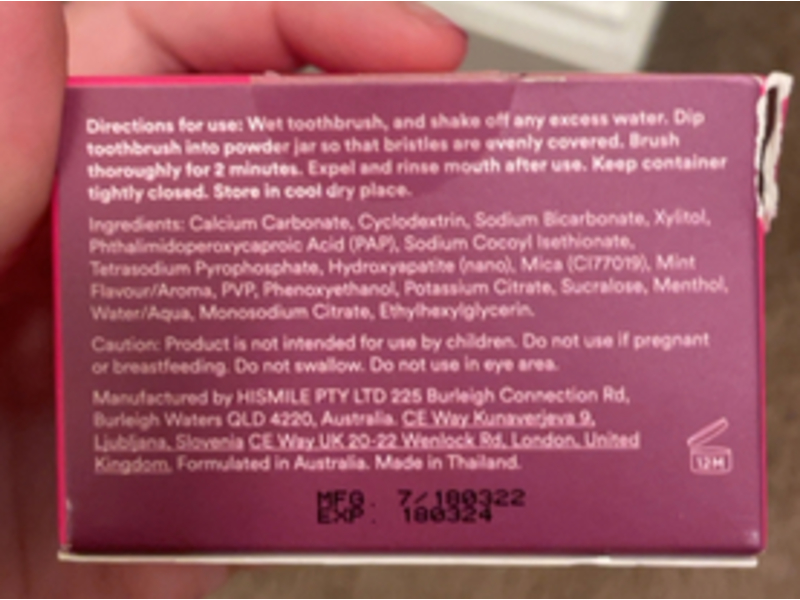 Directions for use: Wet toothbrush, and shake off any excess water. Dip
toothbrush into powder jar so that bristles are evenly covered. Brush
thoroughly for 2 minutes. Expel and rinse mouth after use. Keep container
tightly closed. Store in cool dry place.
Ingredients: Calcium Carbonate, Cyclodextrin, Sodium Bicarbonate, Xylitol,
Phthalimidoperoxycaproic Acid (PAP), Sodium Cocoyl Isethionate,
Tetrasodium Pyrophosphate, Hydroxyapatite (nano), Mica (CI77019), Mint
Flavour/Aroma, PVP, Phenoxyethanol, Potassium Citrate, Sucralose, Menthol,
Water/Aqua, Monosodium Citrate, Ethylhexylglycerin.
Caution: Product is not intended for use by children. Do not use if pregnant
or breastfeeding. Do not swallow. Do not use in eye area.
Manufactured by HISMILE PTY LTD 225 Burleigh Connection Rd,
Burleigh Waters QLD 4220, Australia. CE Way Kunaverjeva 9,
Ljubljana, Slovenia CE Way UK 20-22 Wenlock Rd, London, United
Kingdom. Formulated in Australia. Made in Thailand.
12M
MFG. 7/180322
EXP. 180324